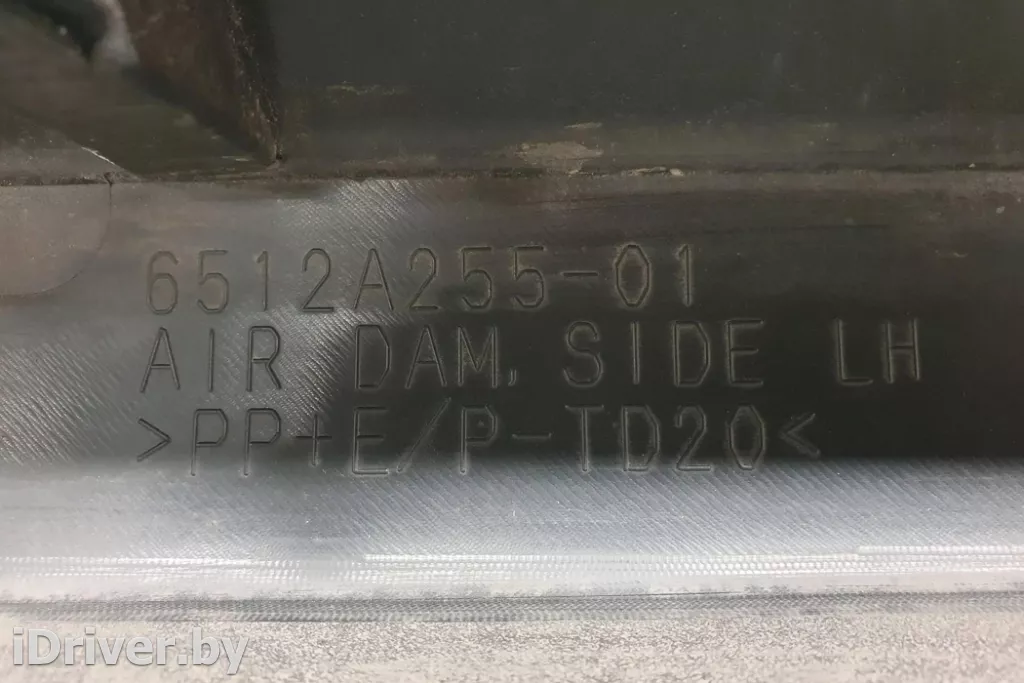 6512A255-01
AIR DAM, SIDE LH
>PP+E/P-TD20<
iDriver.by